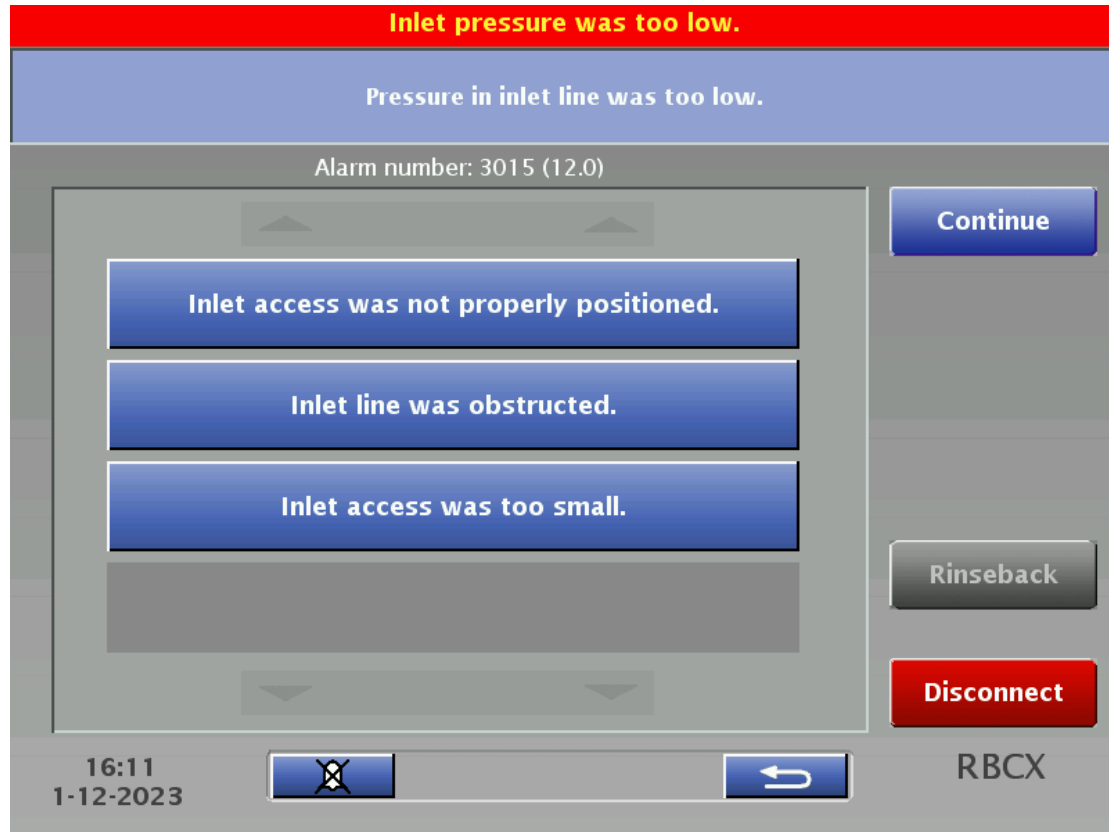 Inlet pressure was too low.
Pressure in inlet line was too low.
Alarm number: 3015 (12.0)
Continue
Inlet access was not properly positioned.
Inlet line was obstructed.
Inlet access was too small.
Rinseback
Disconnect
16:11
1-12-2023
RBCX